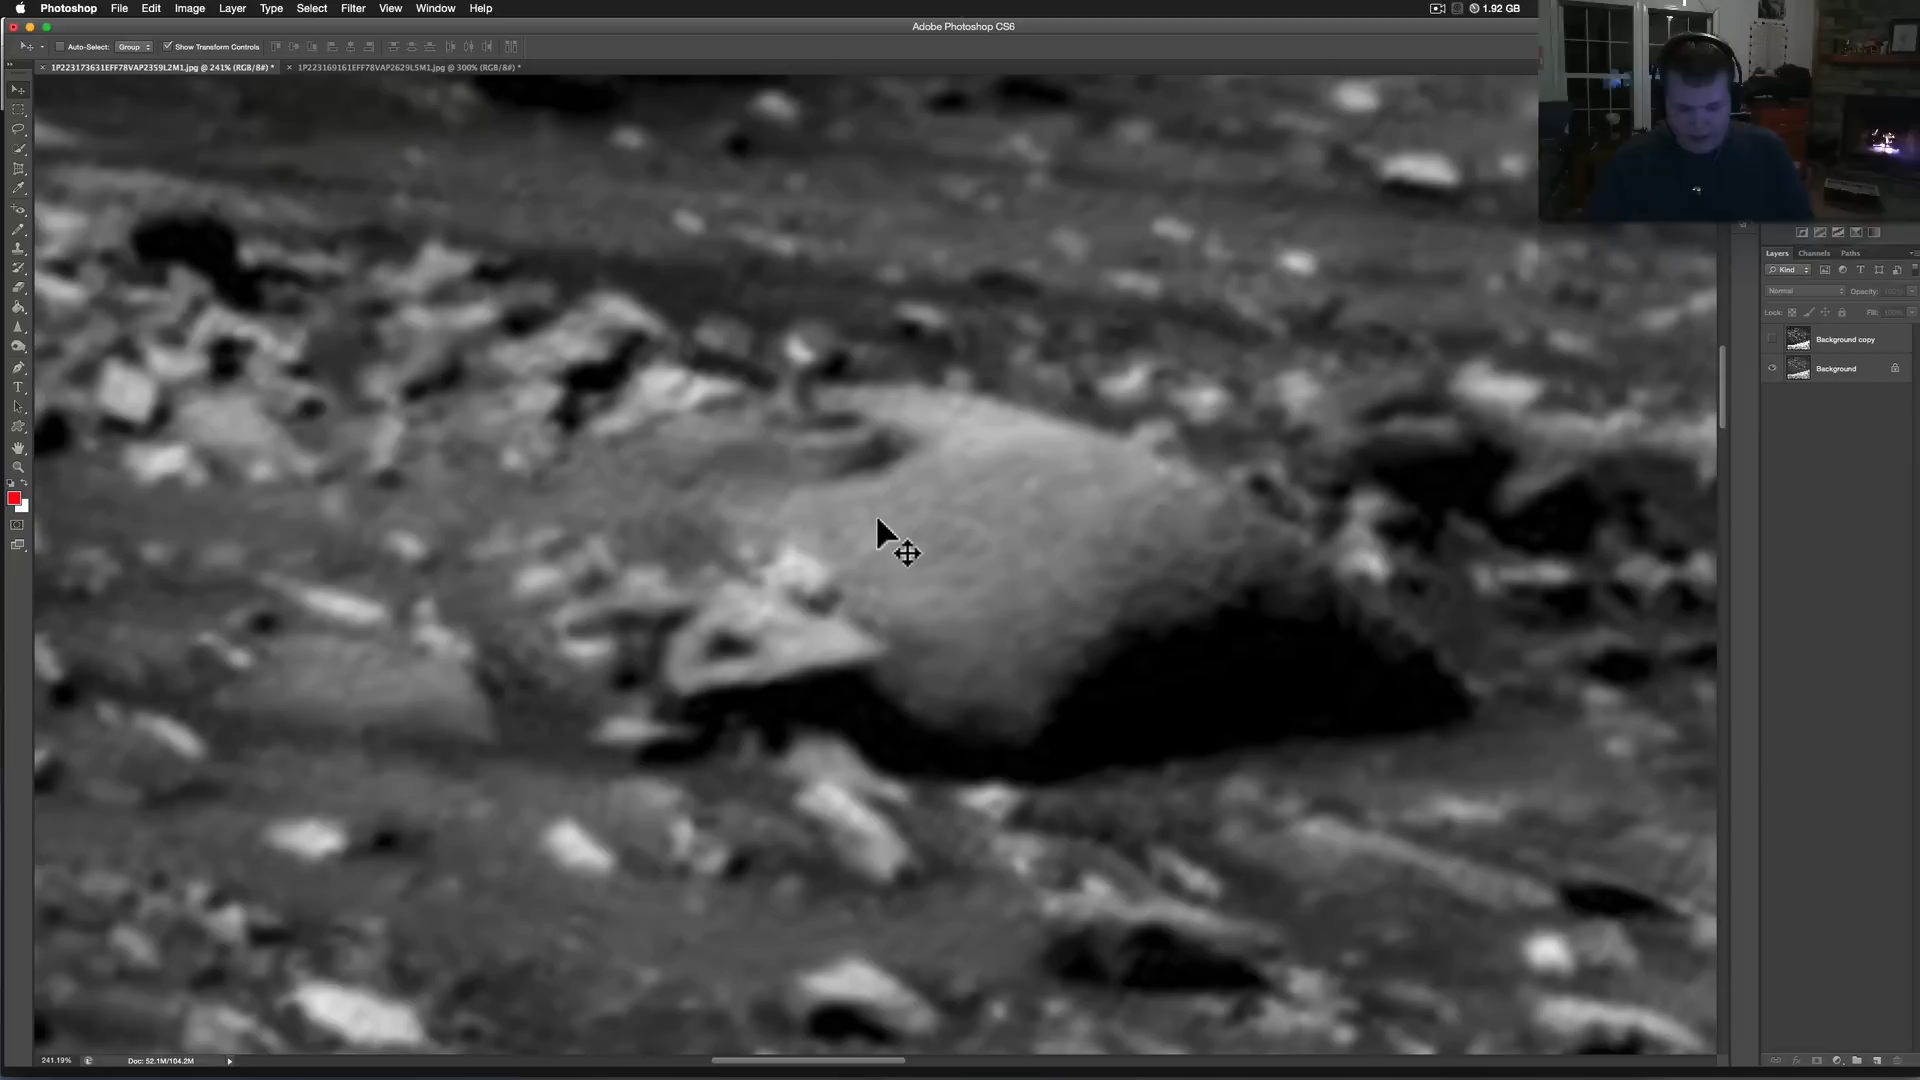 Photoshop File Edit Image Layer Type Select Filter View Window Help 1.92 GB
Adobe Photoshop CS6
Auto-Select: Group Show Transform Controls
1P223173631EFF78VAP2359L2M1.jpg @ 241% (RGB/8#) * 1P223169161EFF78VAP2629L5M1.jpg @ 300% (RGB/8#) *
Layers Channels Paths
Kind
Normal Opacity: 100%
Lock: Fill: 100%
Background copy
Background
241.19% Doc: 52.1M/104.2M